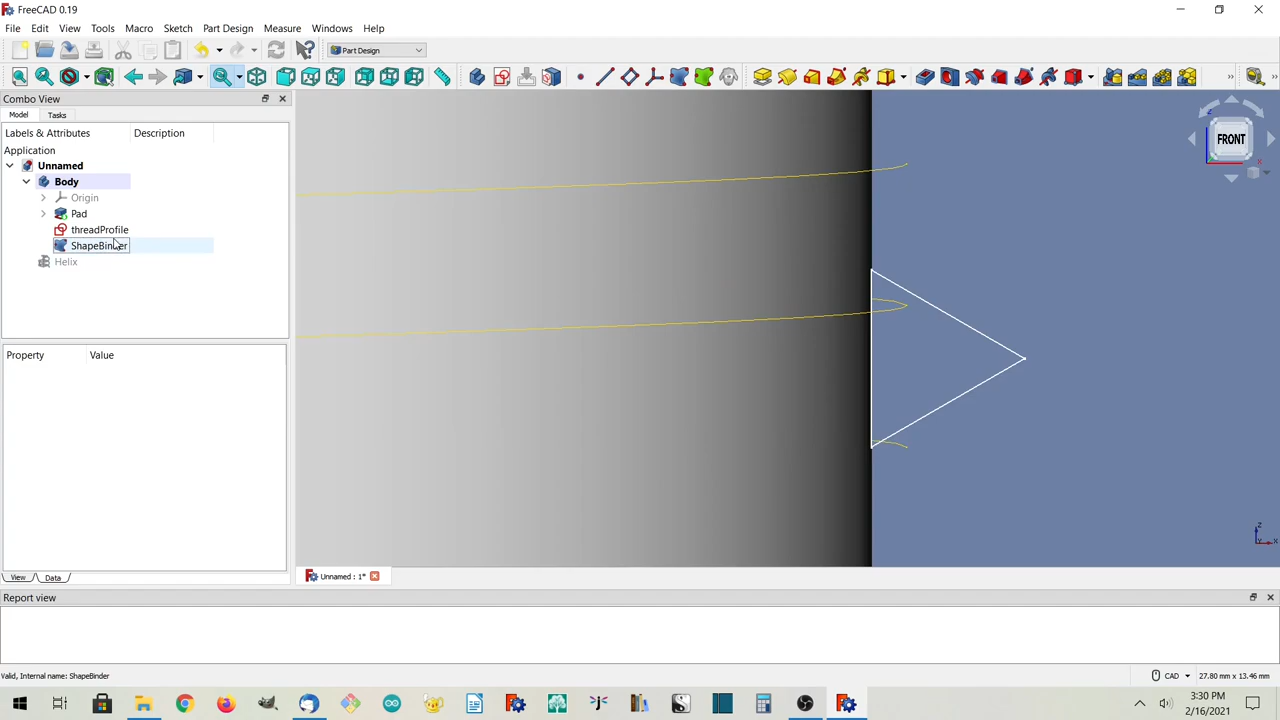 FreeCAD 0.19
File Edit View Tools Macro Sketch Part Design Measure Windows Help
Part Design
Combo View
Model Tasks
Labels & Attributes Description
Application
Unnamed
Body
Origin
Pad
threadProfile
ShapeBinder
Helix
FRONT
Property Value
View Data
Unnamed : 1*
Report view
Valid, Internal name: ShapeBinder
CAD 27.80 mm x 13.46 mm
3:30 PM
2/16/2021